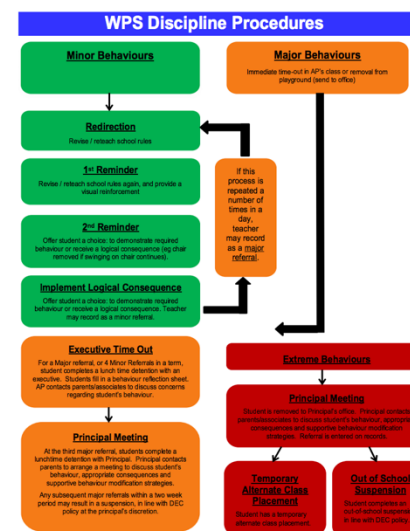 WPS Discipline Procedures
Minor Behaviours
Major Behaviours
Immediate time-out in AP's class or removal from
playground (send to office)
Redirection
Revise / reteach school rules
1st Reminder
Revise / reteach school rules again, and provide a
visual reinforcement
2nd Reminder
Offer student a choice: to demonstrate required
behaviour or receive a logical consequence (eg chair
removed if swinging on chair continues).
Implement Logical Consequence
Offer student a choice: to demonstrate required
behaviour or receive a logical consequence. Teacher
may record as a minor referral.
If this
process is
repeated a
number of
times in a
day,
teacher
may record
as a major
referral.
Executive Time Out
For a Major referral, or 4 Minor Referrals in a term,
student completes a lunch time detention with an
executive. Students fill in a behaviour reflection sheet.
AP contacts parents/associates to discuss concerns
regarding student's behaviour.
Principal Meeting
At the third major referral, students complete a
lunchtime detention with Principal. Principal contacts
parents to arrange a meeting to discuss student's
behaviour, appropriate consequences and
supportive behaviour modification strategies.
Any subsequent major referrals within a two week
period may result in a suspension, in line with DEC
policy at the principal's discretion.
Extreme Behaviours
Principal Meeting
Student is removed to Principal's office. Principal contacts
parents/associates to discuss student's behaviour, appropriate
consequences and supportive behaviour modification
strategies. Referral is entered on records.
Temporary
Alternate Class
Placement
Student has a temporary
alternate class placement.
Out of School
Suspension
Student completes an
out-of-school suspension
in line with DEC policy.